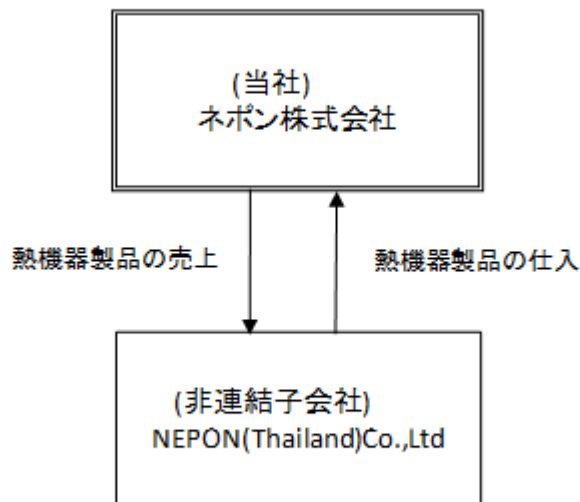 (当社)
ネポン株式会社
熱機器製品の売上
熱機器製品の仕入
(非連結子会社)
NEPON(Thailand)Co.,Ltd